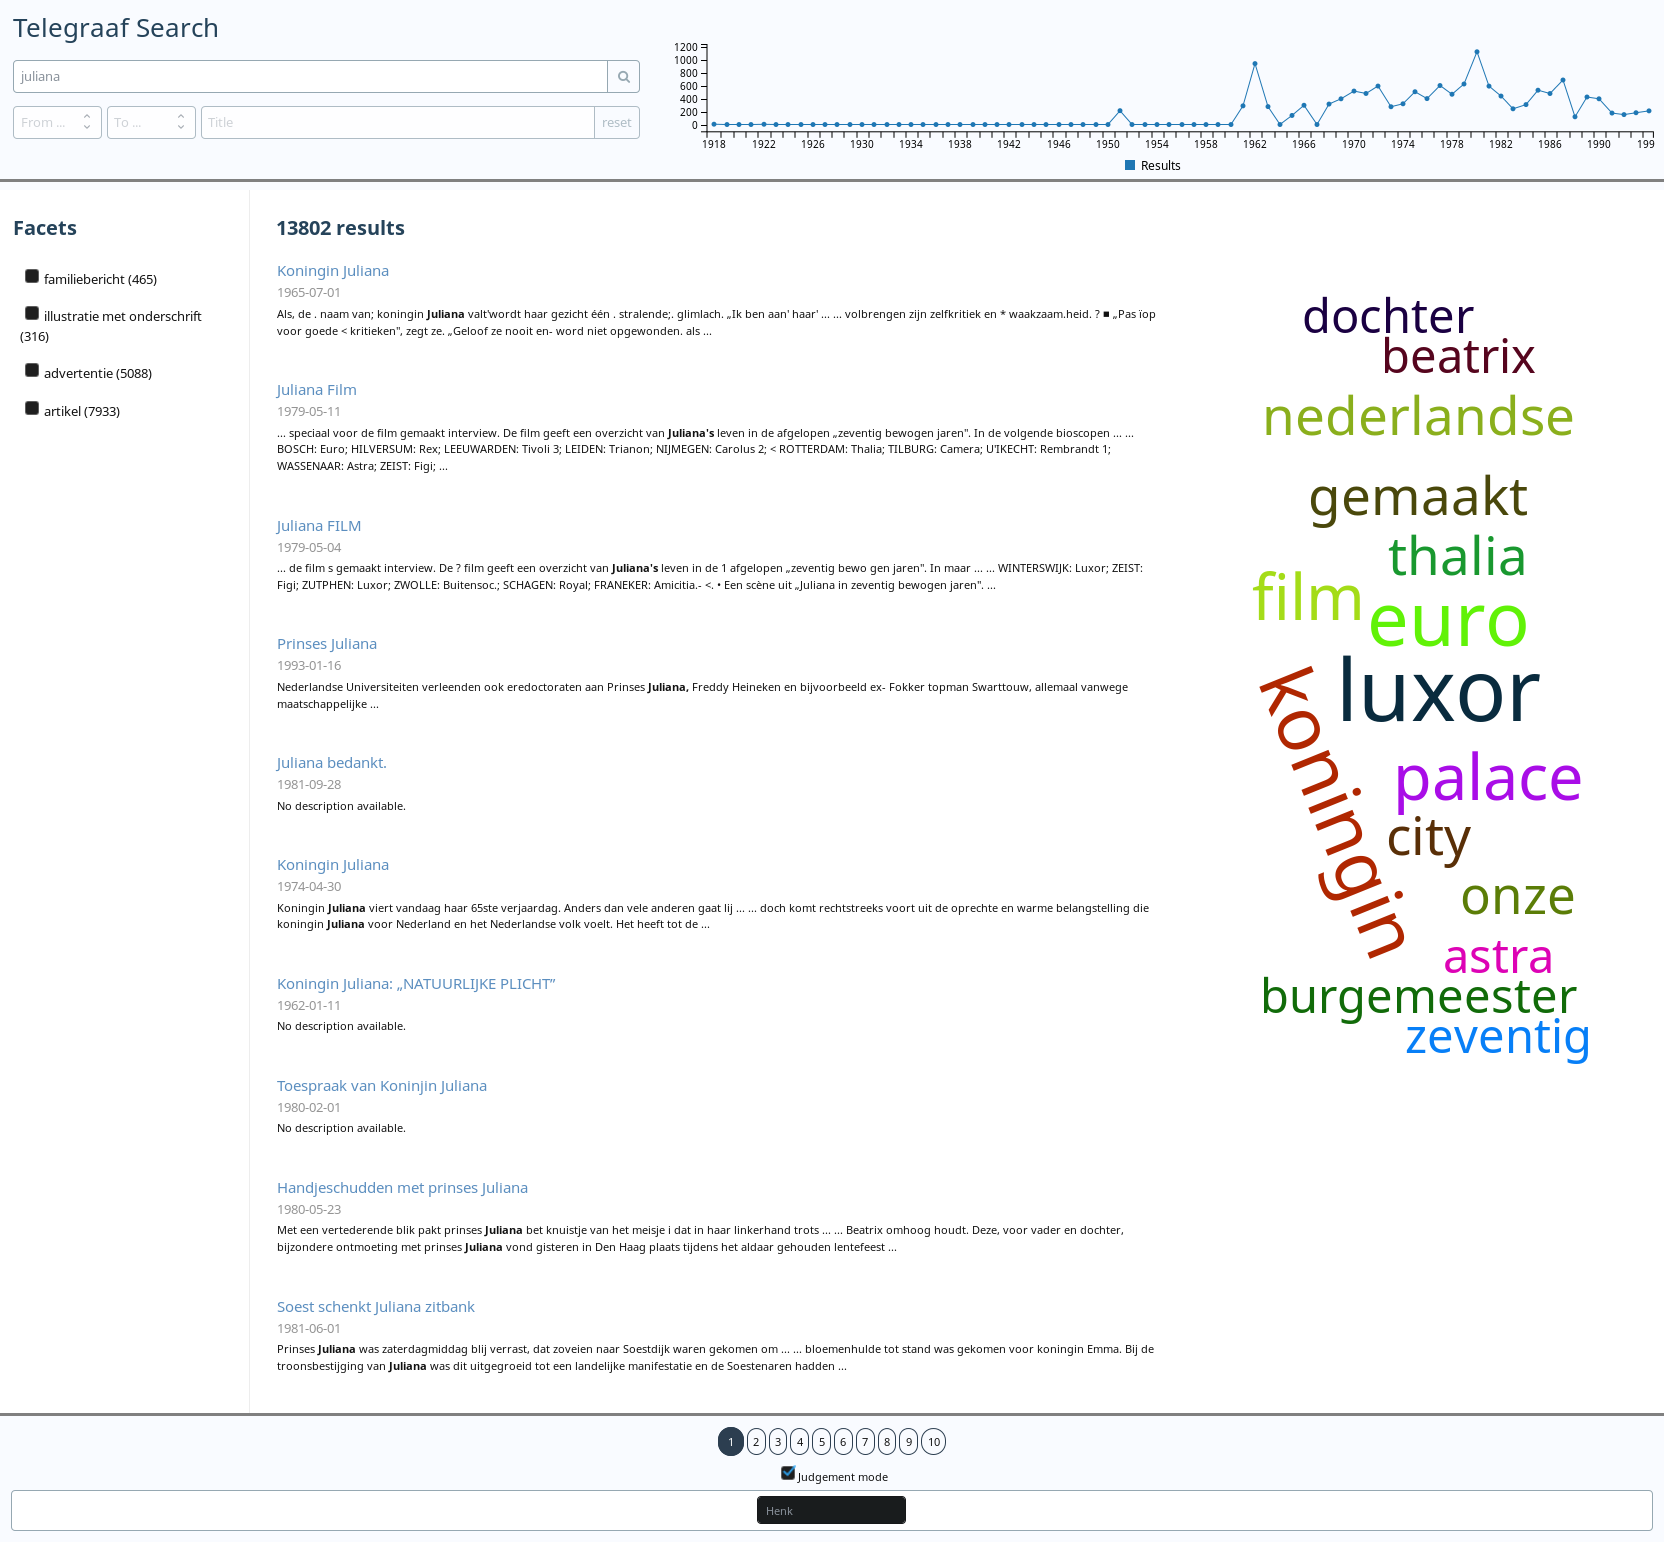 Telegraaf Search
juliana
From ...
To ...
Title
reset
1200
1000
800
600
400
200
0
1918 1922 1926 1930 1934 1938 1942 1946 1950 1954 1958 1962 1966 1970 1974 1978 1982 1986 1990 199
Results
Facets
familiebericht (465)
illustratie met onderschrift
(316)
advertentie (5088)
artikel (7933)
13802 results
Koningin Juliana
1965-07-01
Als, de . naam van; koningin Juliana valt'wordt haar gezicht één . stralende;. glimlach. „Ik ben aan' haar' ... ... volbrengen zijn zelfkritiek en * waakzaam.heid. ? ■ „Pas ïop
voor goede < kritieken", zegt ze. „Geloof ze nooit en- word niet opgewonden. als ...
Juliana Film
1979-05-11
... speciaal voor de film gemaakt interview. De film geeft een overzicht van Juliana's leven in de afgelopen „zeventig bewogen jaren". In de volgende bioscopen ... ...
BOSCH: Euro; HILVERSUM: Rex; LEEUWARDEN: Tivoli 3; LEIDEN: Trianon; NIJMEGEN: Carolus 2; < ROTTERDAM: Thalia; TILBURG: Camera; U'IKECHT: Rembrandt 1;
WASSENAAR: Astra; ZEIST: Figi; ...
Juliana FILM
1979-05-04
... de film s gemaakt interview. De ? film geeft een overzicht van Juliana's leven in de 1 afgelopen „zeventig bewo gen jaren". In maar ... ... WINTERSWIJK: Luxor; ZEIST:
Figi; ZUTPHEN: Luxor; ZWOLLE: Buitensoc.; SCHAGEN: Royal; FRANEKER: Amicitia.- <. • Een scène uit „Juliana in zeventig bewogen jaren". ...
Prinses Juliana
1993-01-16
Nederlandse Universiteiten verleenden ook eredoctoraten aan Prinses Juliana, Freddy Heineken en bijvoorbeeld ex- Fokker topman Swarttouw, allemaal vanwege
maatschappelijke ...
Juliana bedankt.
1981-09-28
No description available.
Koningin Juliana
1974-04-30
Koningin Juliana viert vandaag haar 65ste verjaardag. Anders dan vele anderen gaat lij ... ... doch komt rechtstreeks voort uit de oprechte en warme belangstelling die
koningin Juliana voor Nederland en het Nederlandse volk voelt. Het heeft tot de ...
Koningin Juliana: „NATUURLIJKE PLICHT”
1962-01-11
No description available.
Toespraak van Koninjin Juliana
1980-02-01
No description available.
Handjeschudden met prinses Juliana
1980-05-23
Met een vertederende blik pakt prinses Juliana bet knuistje van het meisje i dat in haar linkerhand trots ... ... Beatrix omhoog houdt. Deze, voor vader en dochter,
bijzondere ontmoeting met prinses Juliana vond gisteren in Den Haag plaats tijdens het aldaar gehouden lentefeest ...
Soest schenkt Juliana zitbank
1981-06-01
Prinses Juliana was zaterdagmiddag blij verrast, dat zoveien naar Soestdijk waren gekomen om ... ... bloemenhulde tot stand was gekomen voor koningin Emma. Bij de
troonsbestijging van Juliana was dit uitgegroeid tot een landelijke manifestatie en de Soestenaren hadden ...
dochter
beatrix
nederlandse
gemaakt
thalia
film
euro
luxor
koningin
palace
city
onze
astra
burgemeester
zeventig
1 2 3 4 5 6 7 8 9 10
Judgement mode
Henk